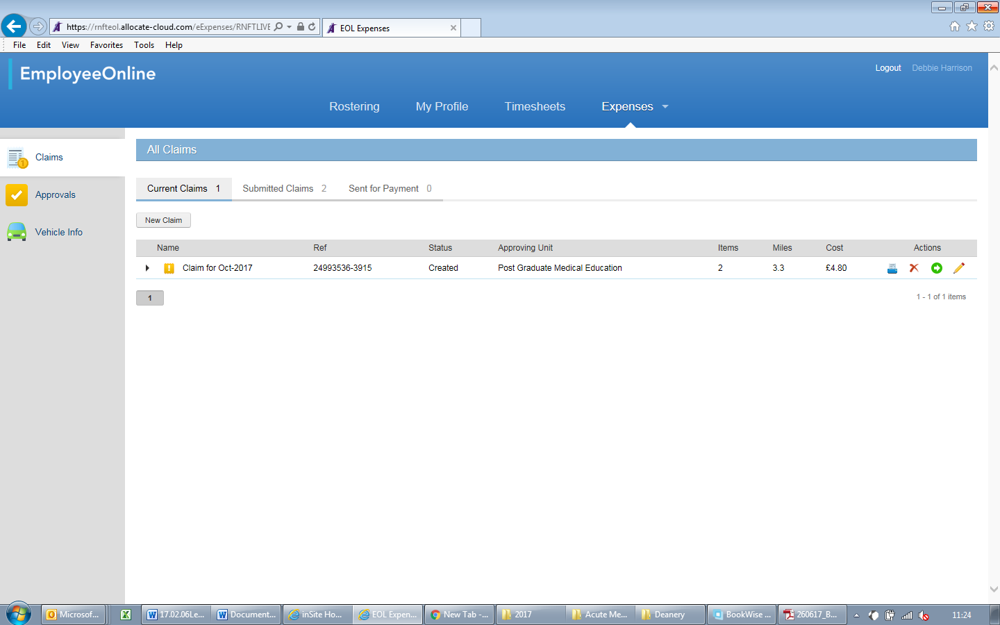 https://rnfteol.allocate-cloud.com/eExpenses/RNFTLIVE
EOL Expenses
File Edit View Favorites Tools Help
EmployeeOnline
Logout Debbie Harrison
Rostering My Profile Timesheets Expenses
Claims
Approvals
Vehicle Info
All Claims
Current Claims 1 Submitted Claims 2 Sent for Payment 0
New Claim
Name Ref Status Approving Unit Items Miles Cost Actions
Claim for Oct-2017 24993536-3915 Created Post Graduate Medical Education 2 3.3 £4.80
1
1 - 1 of 1 items
Microsof... 17.02.06Le... Document... inSite Ho... EOL Expen... New Tab -... 2017 Acute Me... Deanery BookWise ... 260617_B... 11:24